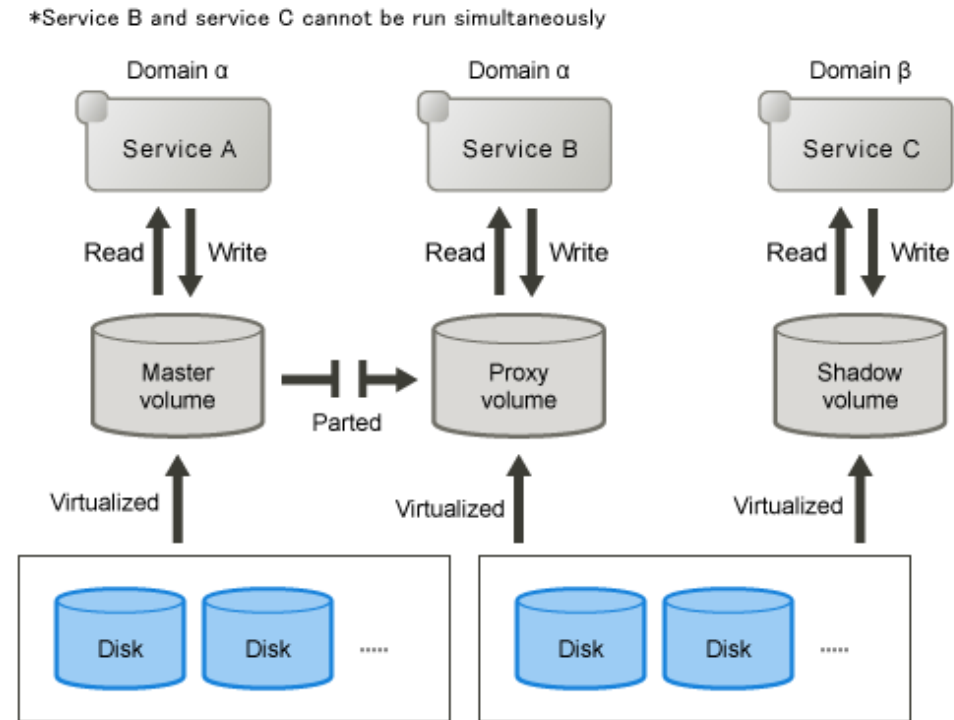 *Service B and service C cannot be run simultaneously
Domain α
Domain α
Domain β
Service A
Service B
Service C
Read
Write
Read
Write
Read
Write
Master
volume
Parted
Proxy
volume
Shadow
volume
Virtualized
Virtualized
Virtualized
Disk
Disk
.....
Disk
Disk
.....